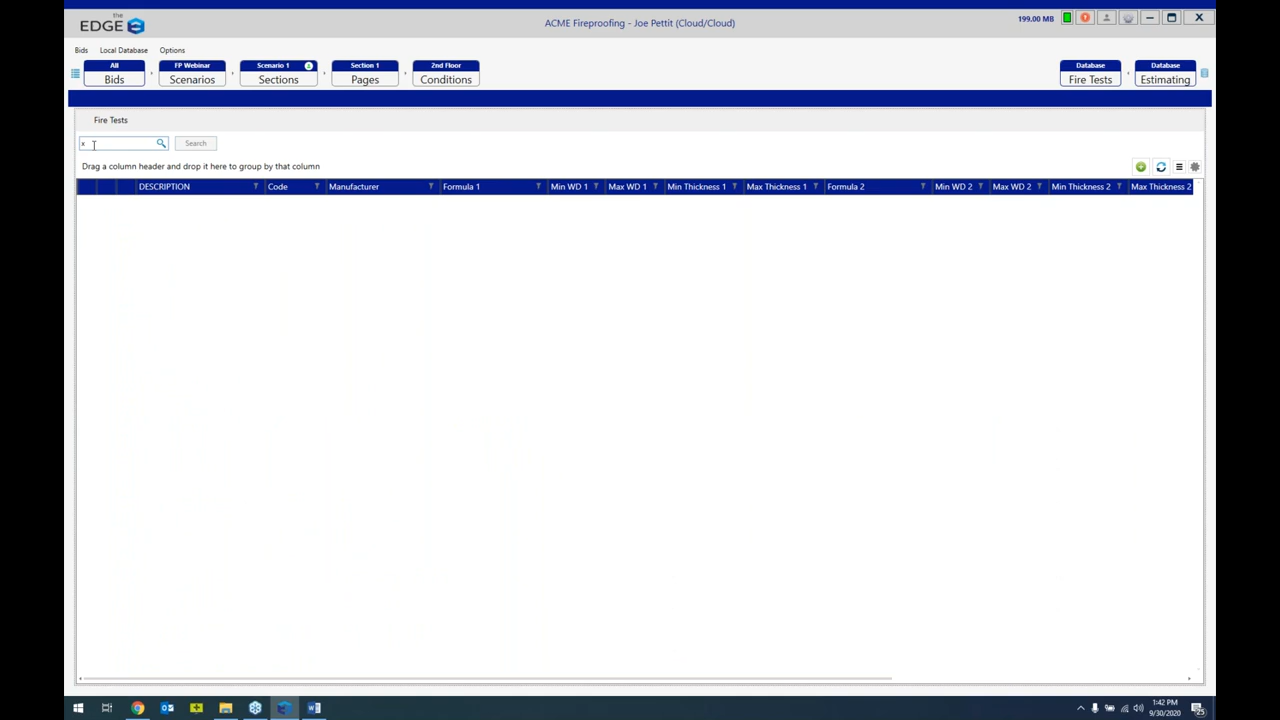 the
EDGE
ACME Fireproofing - Joe Pettit (Cloud/Cloud)
199.00 MB
Bids Local Database Options
All
Bids
FP Webinar
Scenarios
Scenario 1
Sections
Section 1
Pages
2nd Floor
Conditions
Database
Fire Tests
Database
Estimating
Fire Tests
x
Search
Drag a column header and drop it here to group by that column
DESCRIPTION Code Manufacturer Formula 1 Min WD 1 Max WD 1 Min Thickness 1 Max Thickness 1 Formula 2 Min WD 2 Max WD 2 Min Thickness 2 Max Thickness 2
1:42 PM
9/30/2020
25